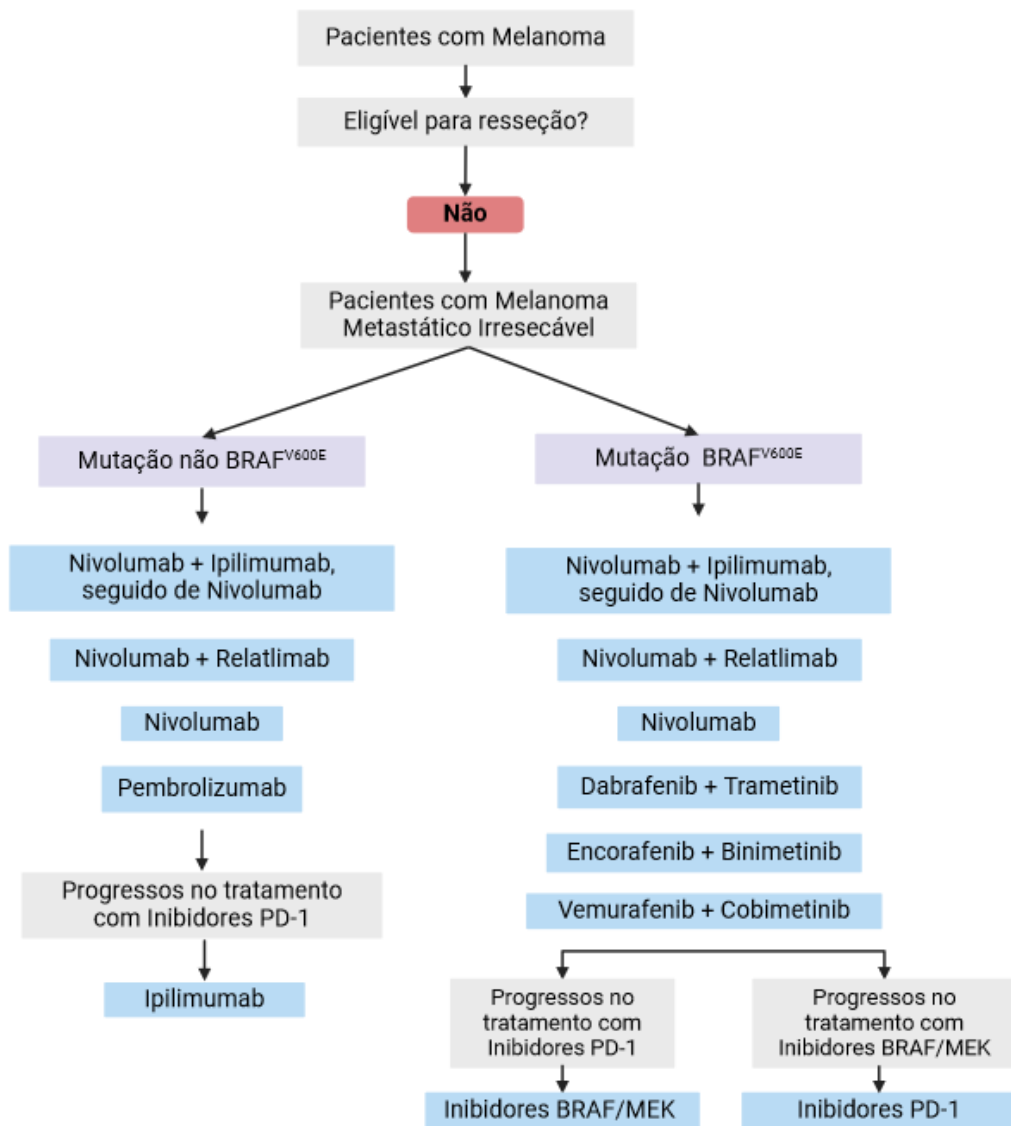 Pacientes com Melanoma
Eligível para resseção?
Não
Pacientes com Melanoma
Metastático Irresecável
Mutação não BRAFV600E
Nivolumab + Ipilimumab,
seguido de Nivolumab
Nivolumab + Relatlimab
Nivolumab
Pembrolizumab
Progressos no tratamento
com Inibidores PD-1
Ipilimumab
Mutação  BRAFV600E
Nivolumab + Ipilimumab,
seguido de Nivolumab
Nivolumab + Relatlimab
Nivolumab
Dabrafenib + Trametinib
Encorafenib + Binimetinib
Vemurafenib + Cobimetinib
Progressos no
tratamento com
Inibidores PD-1
Inibidores BRAF/MEK
Progressos no
tratamento com
Inibidores BRAF/MEK
Inibidores PD-1